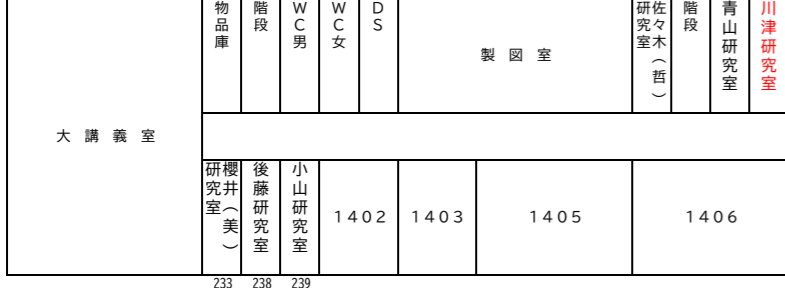 物品庫
階段
WC男
WC女
DS
製図室
佐々木(哲)
研究室
階段
青山研究室
川津研究室
大講義室
櫻井(美)
研究室
後藤研究室
小山研究室
1402
1403
1405
1406
233
238
239